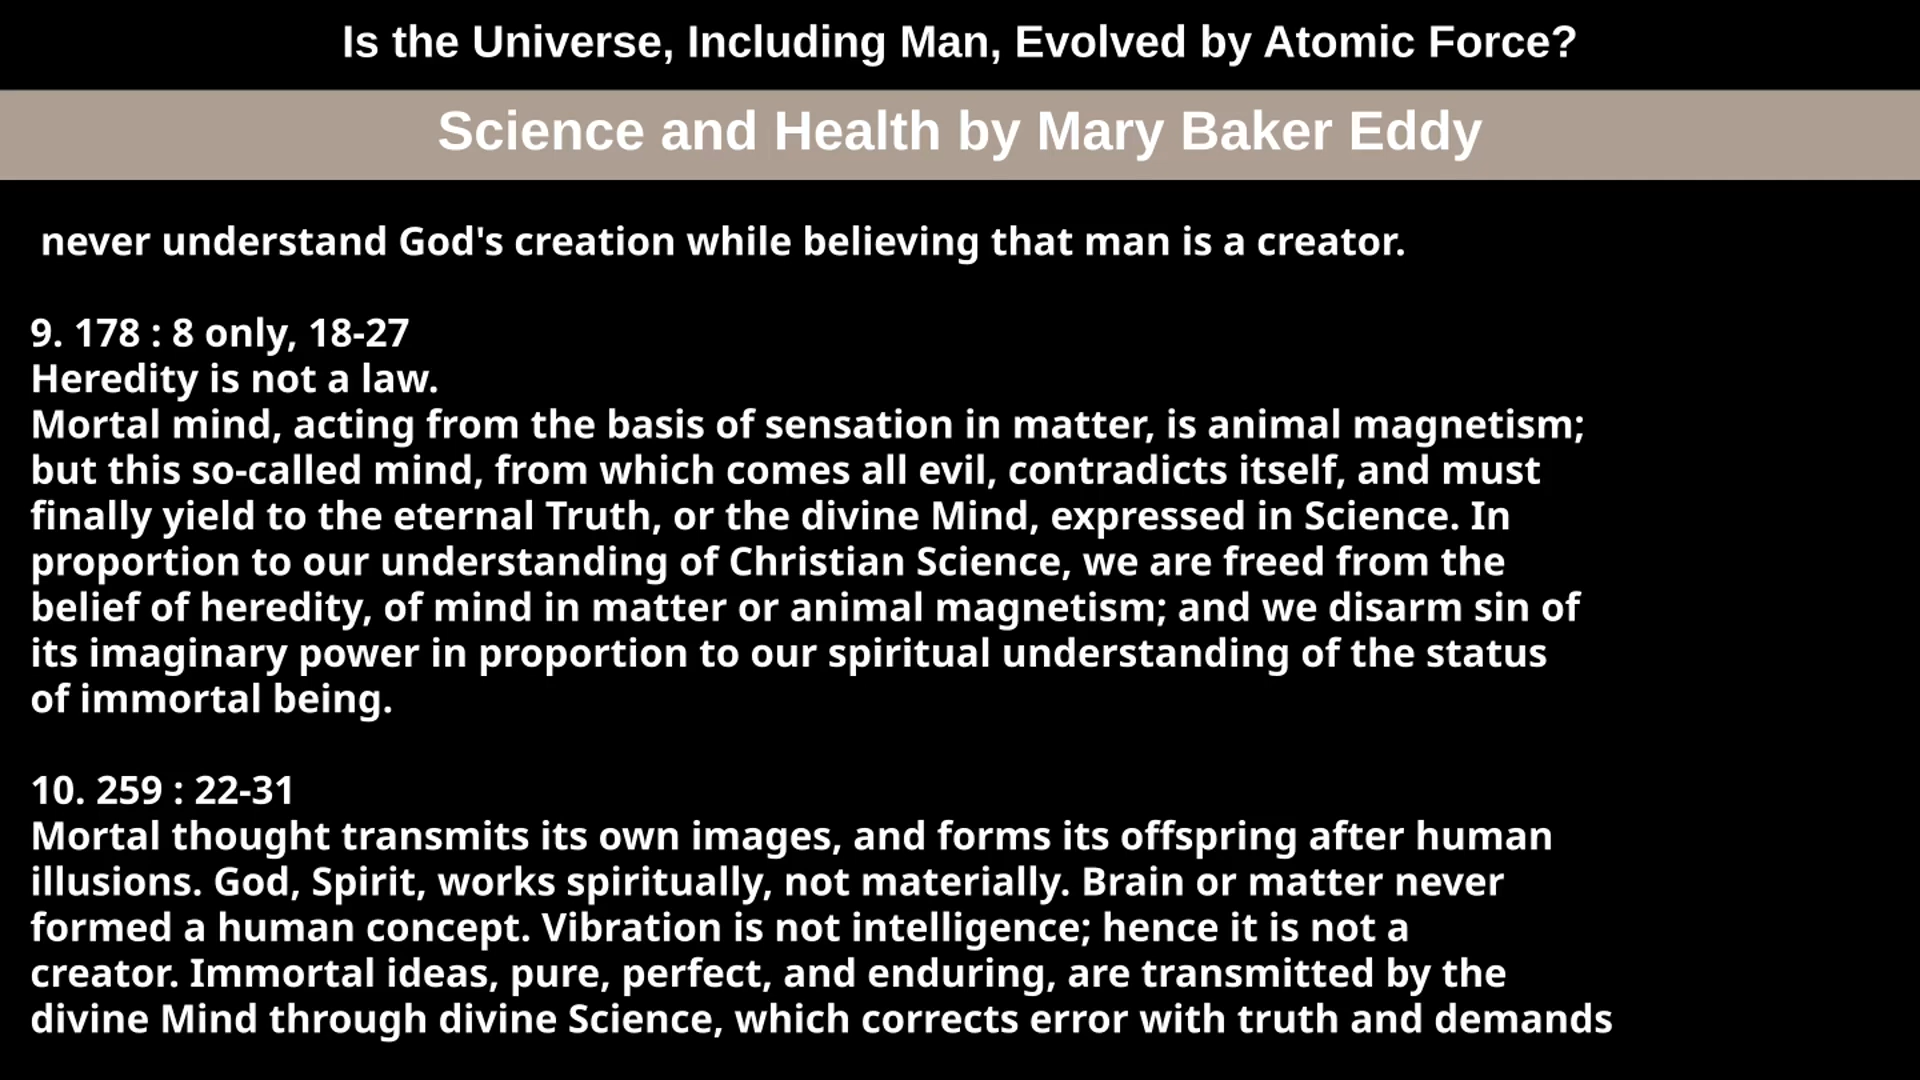 Is the Universe, Including Man, Evolved by Atomic Force?
Science and Health by Mary Baker Eddy
never understand God's creation while believing that man is a creator.
9. 178 : 8 only, 18-27
Heredity is not a law.
Mortal mind, acting from the basis of sensation in matter, is animal magnetism;
but this so-called mind, from which comes all evil, contradicts itself, and must
finally yield to the eternal Truth, or the divine Mind, expressed in Science. In
proportion to our understanding of Christian Science, we are freed from the
belief of heredity, of mind in matter or animal magnetism; and we disarm sin of
its imaginary power in proportion to our spiritual understanding of the status
of immortal being.
10. 259 : 22-31
Mortal thought transmits its own images, and forms its offspring after human
illusions. God, Spirit, works spiritually, not materially. Brain or matter never
formed a human concept. Vibration is not intelligence; hence it is not a
creator. Immortal ideas, pure, perfect, and enduring, are transmitted by the
divine Mind through divine Science, which corrects error with truth and demands